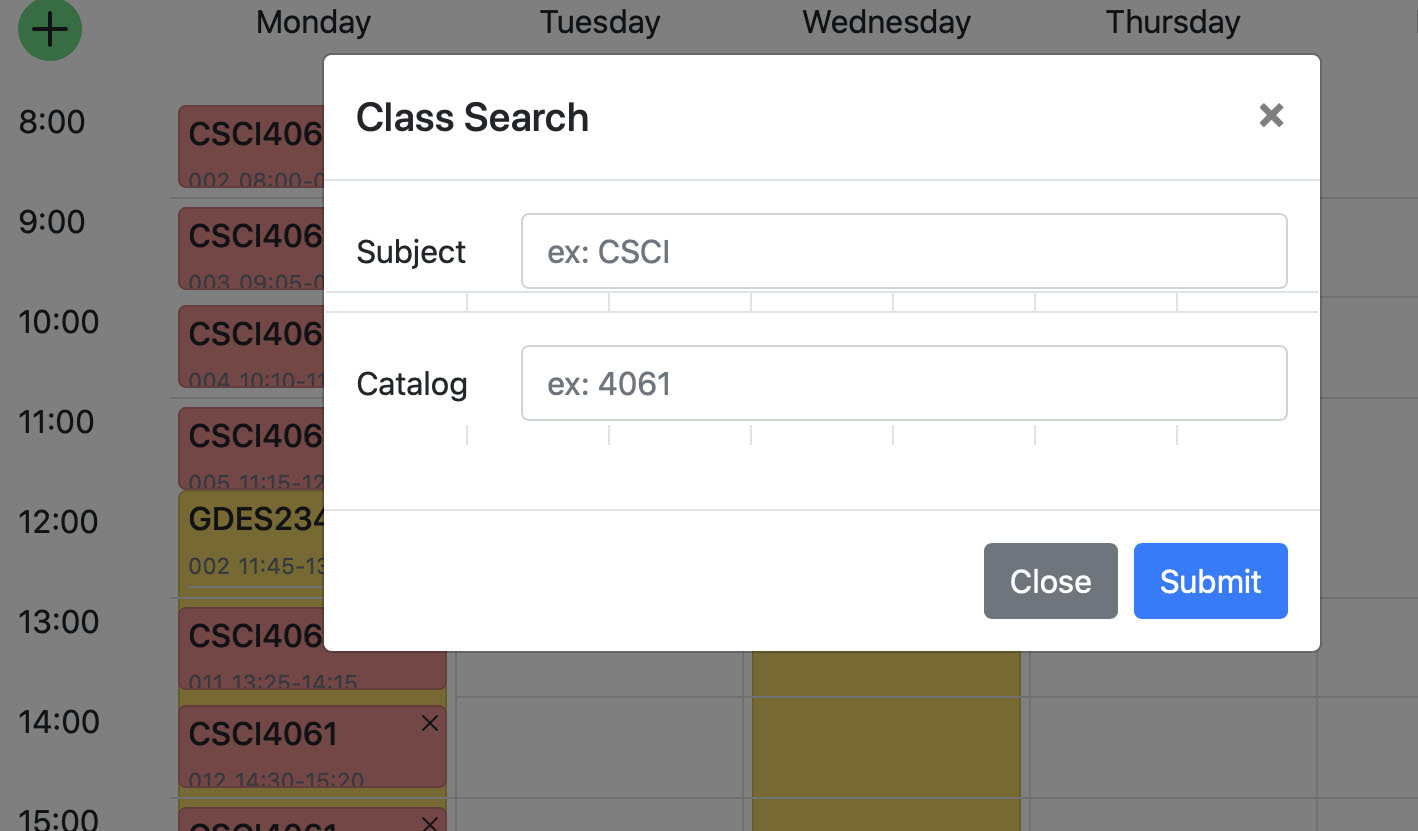 Monday Tuesday Wednesday Thursday
Class Search
×
Subject
ex: CSCI
Catalog
ex: 4061
Close
Submit
8:00
CSCI406
002 08:00-0
9:00
CSCI406
003 09:05-0
10:00
CSCI406
004 10:10-11
11:00
CSCI406
005 11:15-12
12:00
GDES234
002 11:45-13
13:00
CSCI406
011 13:25-14:15
14:00
CSCI4061
012 14:30-15:20
15:00
CSCI4061